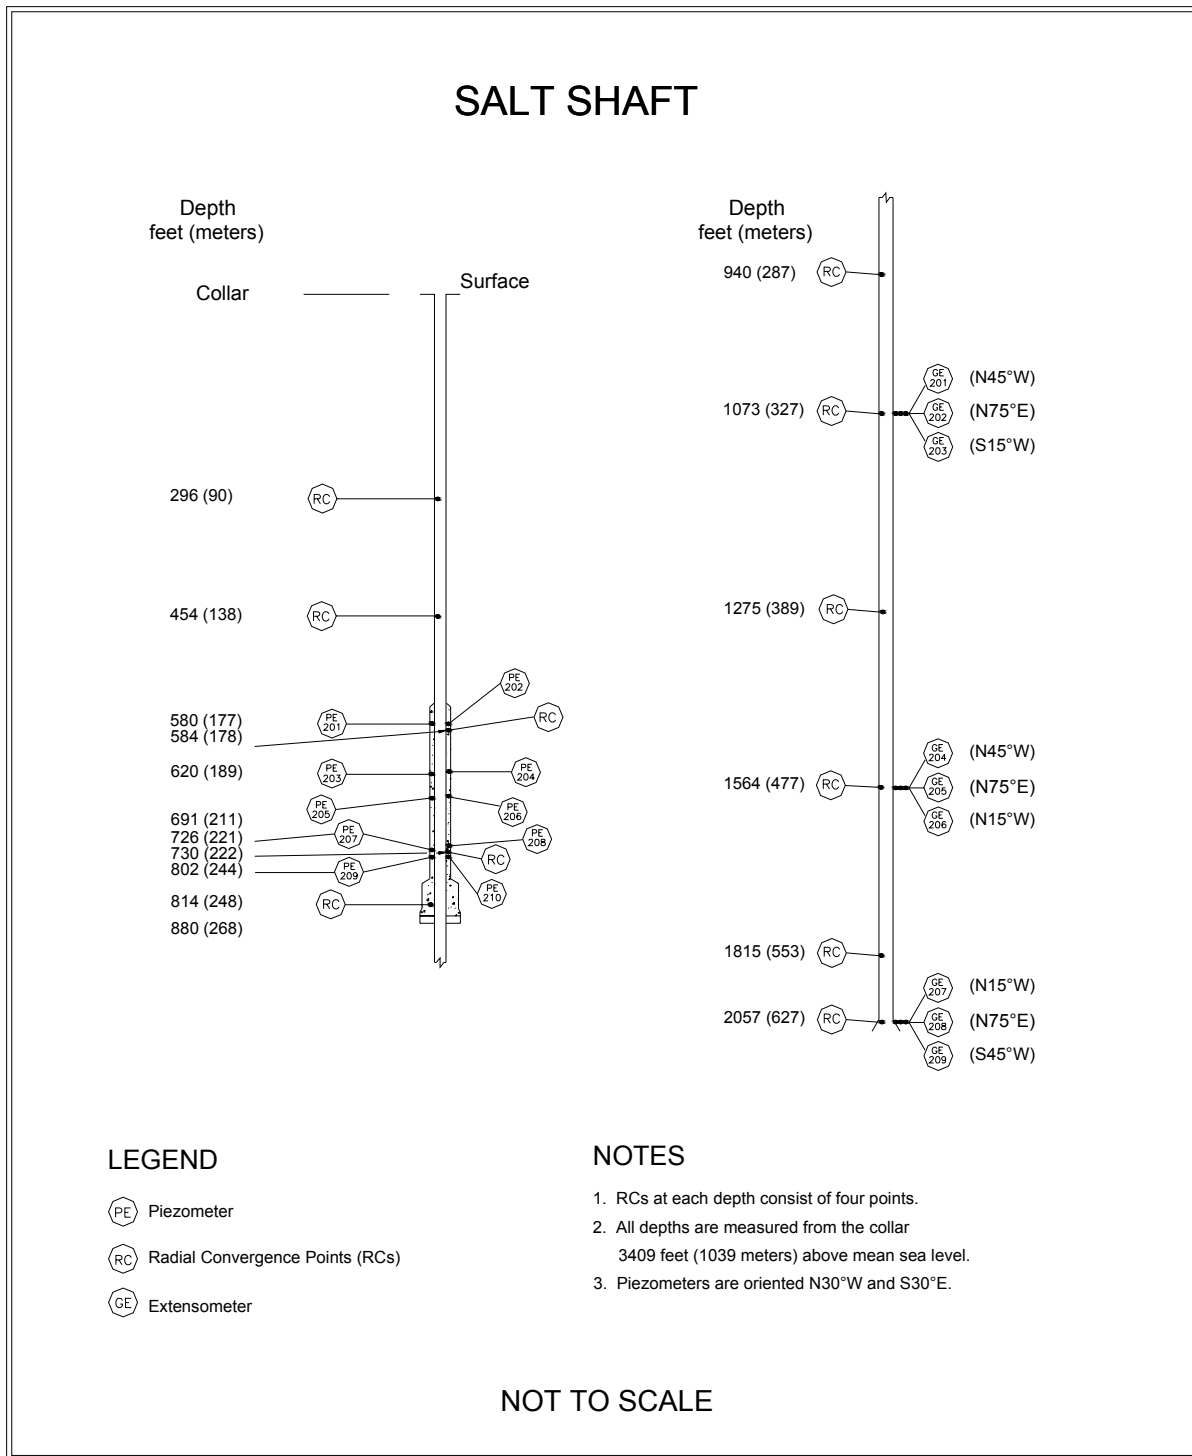 SALT SHAFT
Depth
feet (meters)
Collar
Surface
296 (90)
RC
454 (138)
RC
PE
202
580 (177)
PE
201
RC
584 (178)
620 (189)
PE
203
PE
204
PE
205
PE
206
691 (211)
726 (221)
PE
207
PE
208
730 (222)
RC
802 (244)
PE
209
PE
210
814 (248)
RC
880 (268)
Depth
feet (meters)
940 (287)
RC
GE
201
(N45°W)
1073 (327)
RC
GE
202
(N75°E)
GE
203
(S15°W)
1275 (389)
RC
GE
204
(N45°W)
1564 (477)
RC
GE
205
(N75°E)
GE
206
(N15°W)
1815 (553)
RC
GE
207
(N15°W)
2057 (627)
RC
GE
208
(N75°E)
GE
209
(S45°W)
LEGEND
PE Piezometer
RC Radial Convergence Points (RCs)
GE Extensometer
NOTES
1. RCs at each depth consist of four points.
2. All depths are measured from the collar
3409 feet (1039 meters) above mean sea level.
3. Piezometers are oriented N30°W and S30°E.
NOT TO SCALE